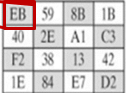 EB 59 8B 1B
40 2E A1 C3
F2 38 13 42
1E 84 E7 D2